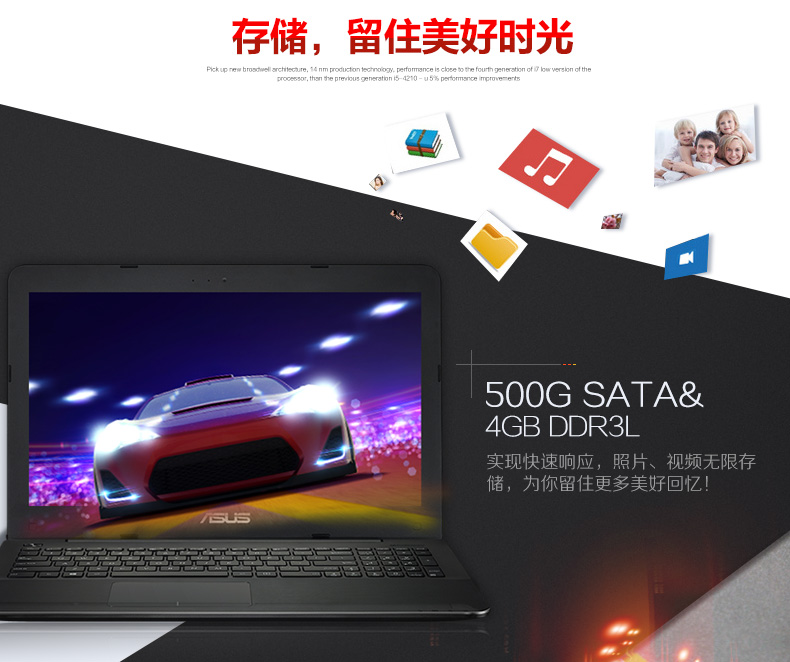 存储，留住美好时光
Pick up new broadwell architecture, 14 nm production technology, performance is close to the fourth generation of i7 low version of the
processor, than the previous generation i5-4210 - u 5% performance improvements
500G SATA&
4GB DDR3L
实现快速响应，照片、视频无限存
储，为你留住更多美好回忆！
ASUS